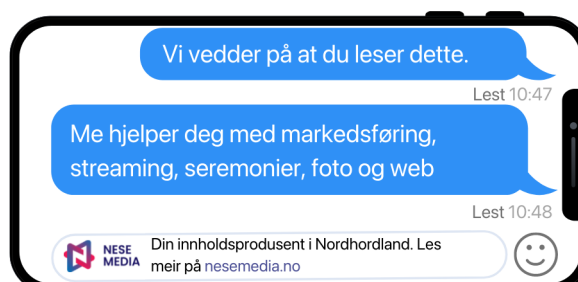 Vi vedder på at du leser dette.
Lest 10:47
Me hjelper deg med markedsføring,
streaming, seremonier, foto og web
Lest 10:48
NESE
MEDIA
Din innholdsprodusent i Nordhordland. Les
meir på nesemedia.no